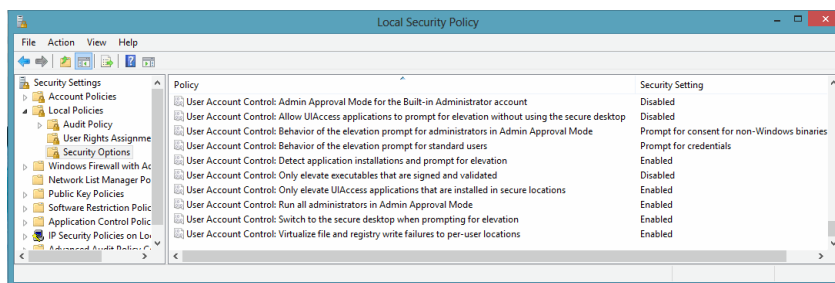 Local Security Policy
File Action View Help
Security Settings
Account Policies
Local Policies
Audit Policy
User Rights Assignme
Security Options
Windows Firewall with Ad
Network List Manager Po
Public Key Policies
Software Restriction Polic
Application Control Polic
IP Security Policies on Lo
Advanced Audit Policy C
Policy Security Setting
User Account Control: Admin Approval Mode for the Built-in Administrator account Disabled
User Account Control: Allow UIAccess applications to prompt for elevation without using the secure desktop Disabled
User Account Control: Behavior of the elevation prompt for administrators in Admin Approval Mode Prompt for consent for non-Windows binaries
User Account Control: Behavior of the elevation prompt for standard users Prompt for credentials
User Account Control: Detect application installations and prompt for elevation Enabled
User Account Control: Only elevate executables that are signed and validated Disabled
User Account Control: Only elevate UIAccess applications that are installed in secure locations Enabled
User Account Control: Run all administrators in Admin Approval Mode Enabled
User Account Control: Switch to the secure desktop when prompting for elevation Enabled
User Account Control: Virtualize file and registry write failures to per-user locations Enabled